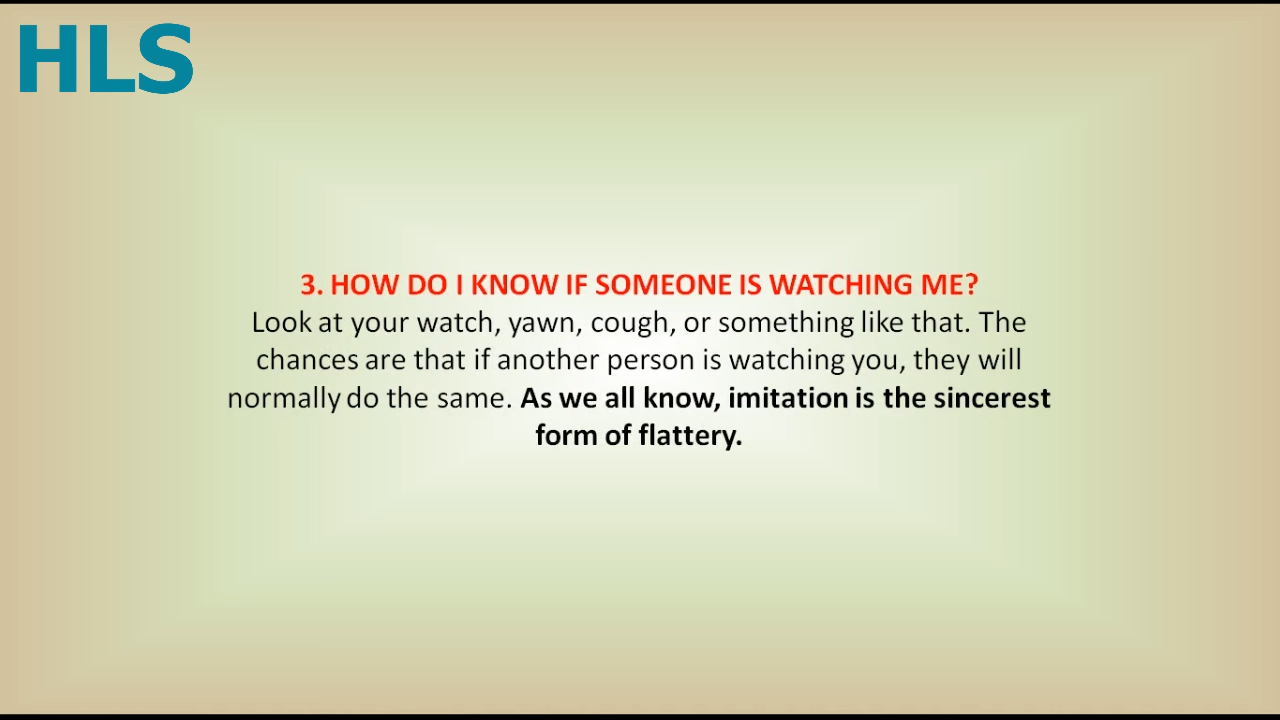 HLS
3. HOW DO I KNOW IF SOMEONE IS WATCHING ME?
Look at your watch, yawn, cough, or something like that. The
chances are that if another person is watching you, they will
normally do the same. As we all know, imitation is the sincerest
form of flattery.